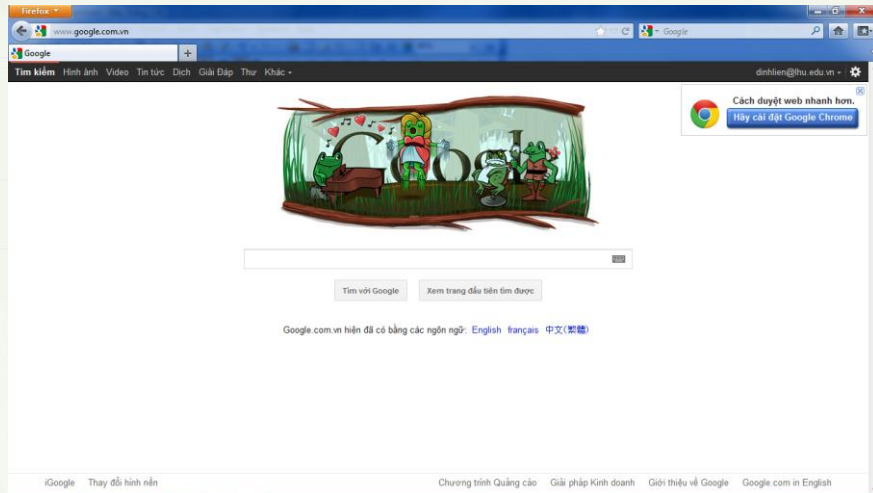 Firefox
www.google.com.vn
Google
Google
+
Tìm kiếm Hình ảnh Video Tin tức Dịch Giải Đáp Thư Khác
dinhlien@lhu.edu.vn
Cách duyệt web nhanh hơn.
Hãy cài đặt Google Chrome
Google
Tìm với Google
Xem trang đầu tiên tìm được
Google.com.vn hiện đã có bằng các ngôn ngữ: English français 中文(繁體)
iGoogle Thay đổi hình nền Chương trình Quảng cáo Giải pháp Kinh doanh Giới thiệu về Google Google.com in English